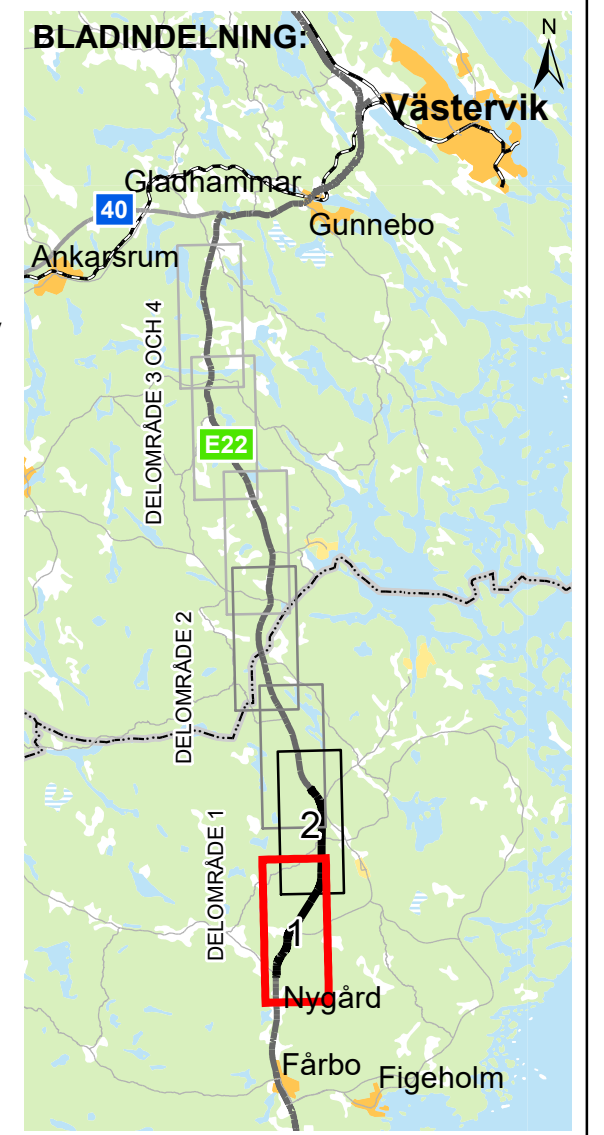 BLADINDELNING:
N
Västervik
Gladhammar
40
Gunnebo
Ankarsrum
DELOMRÅDE 3 OCH 4
E22
DELOMRÅDE 2
DELOMRÅDE 1
2
1
Nygård
Fårbo
Figeholm